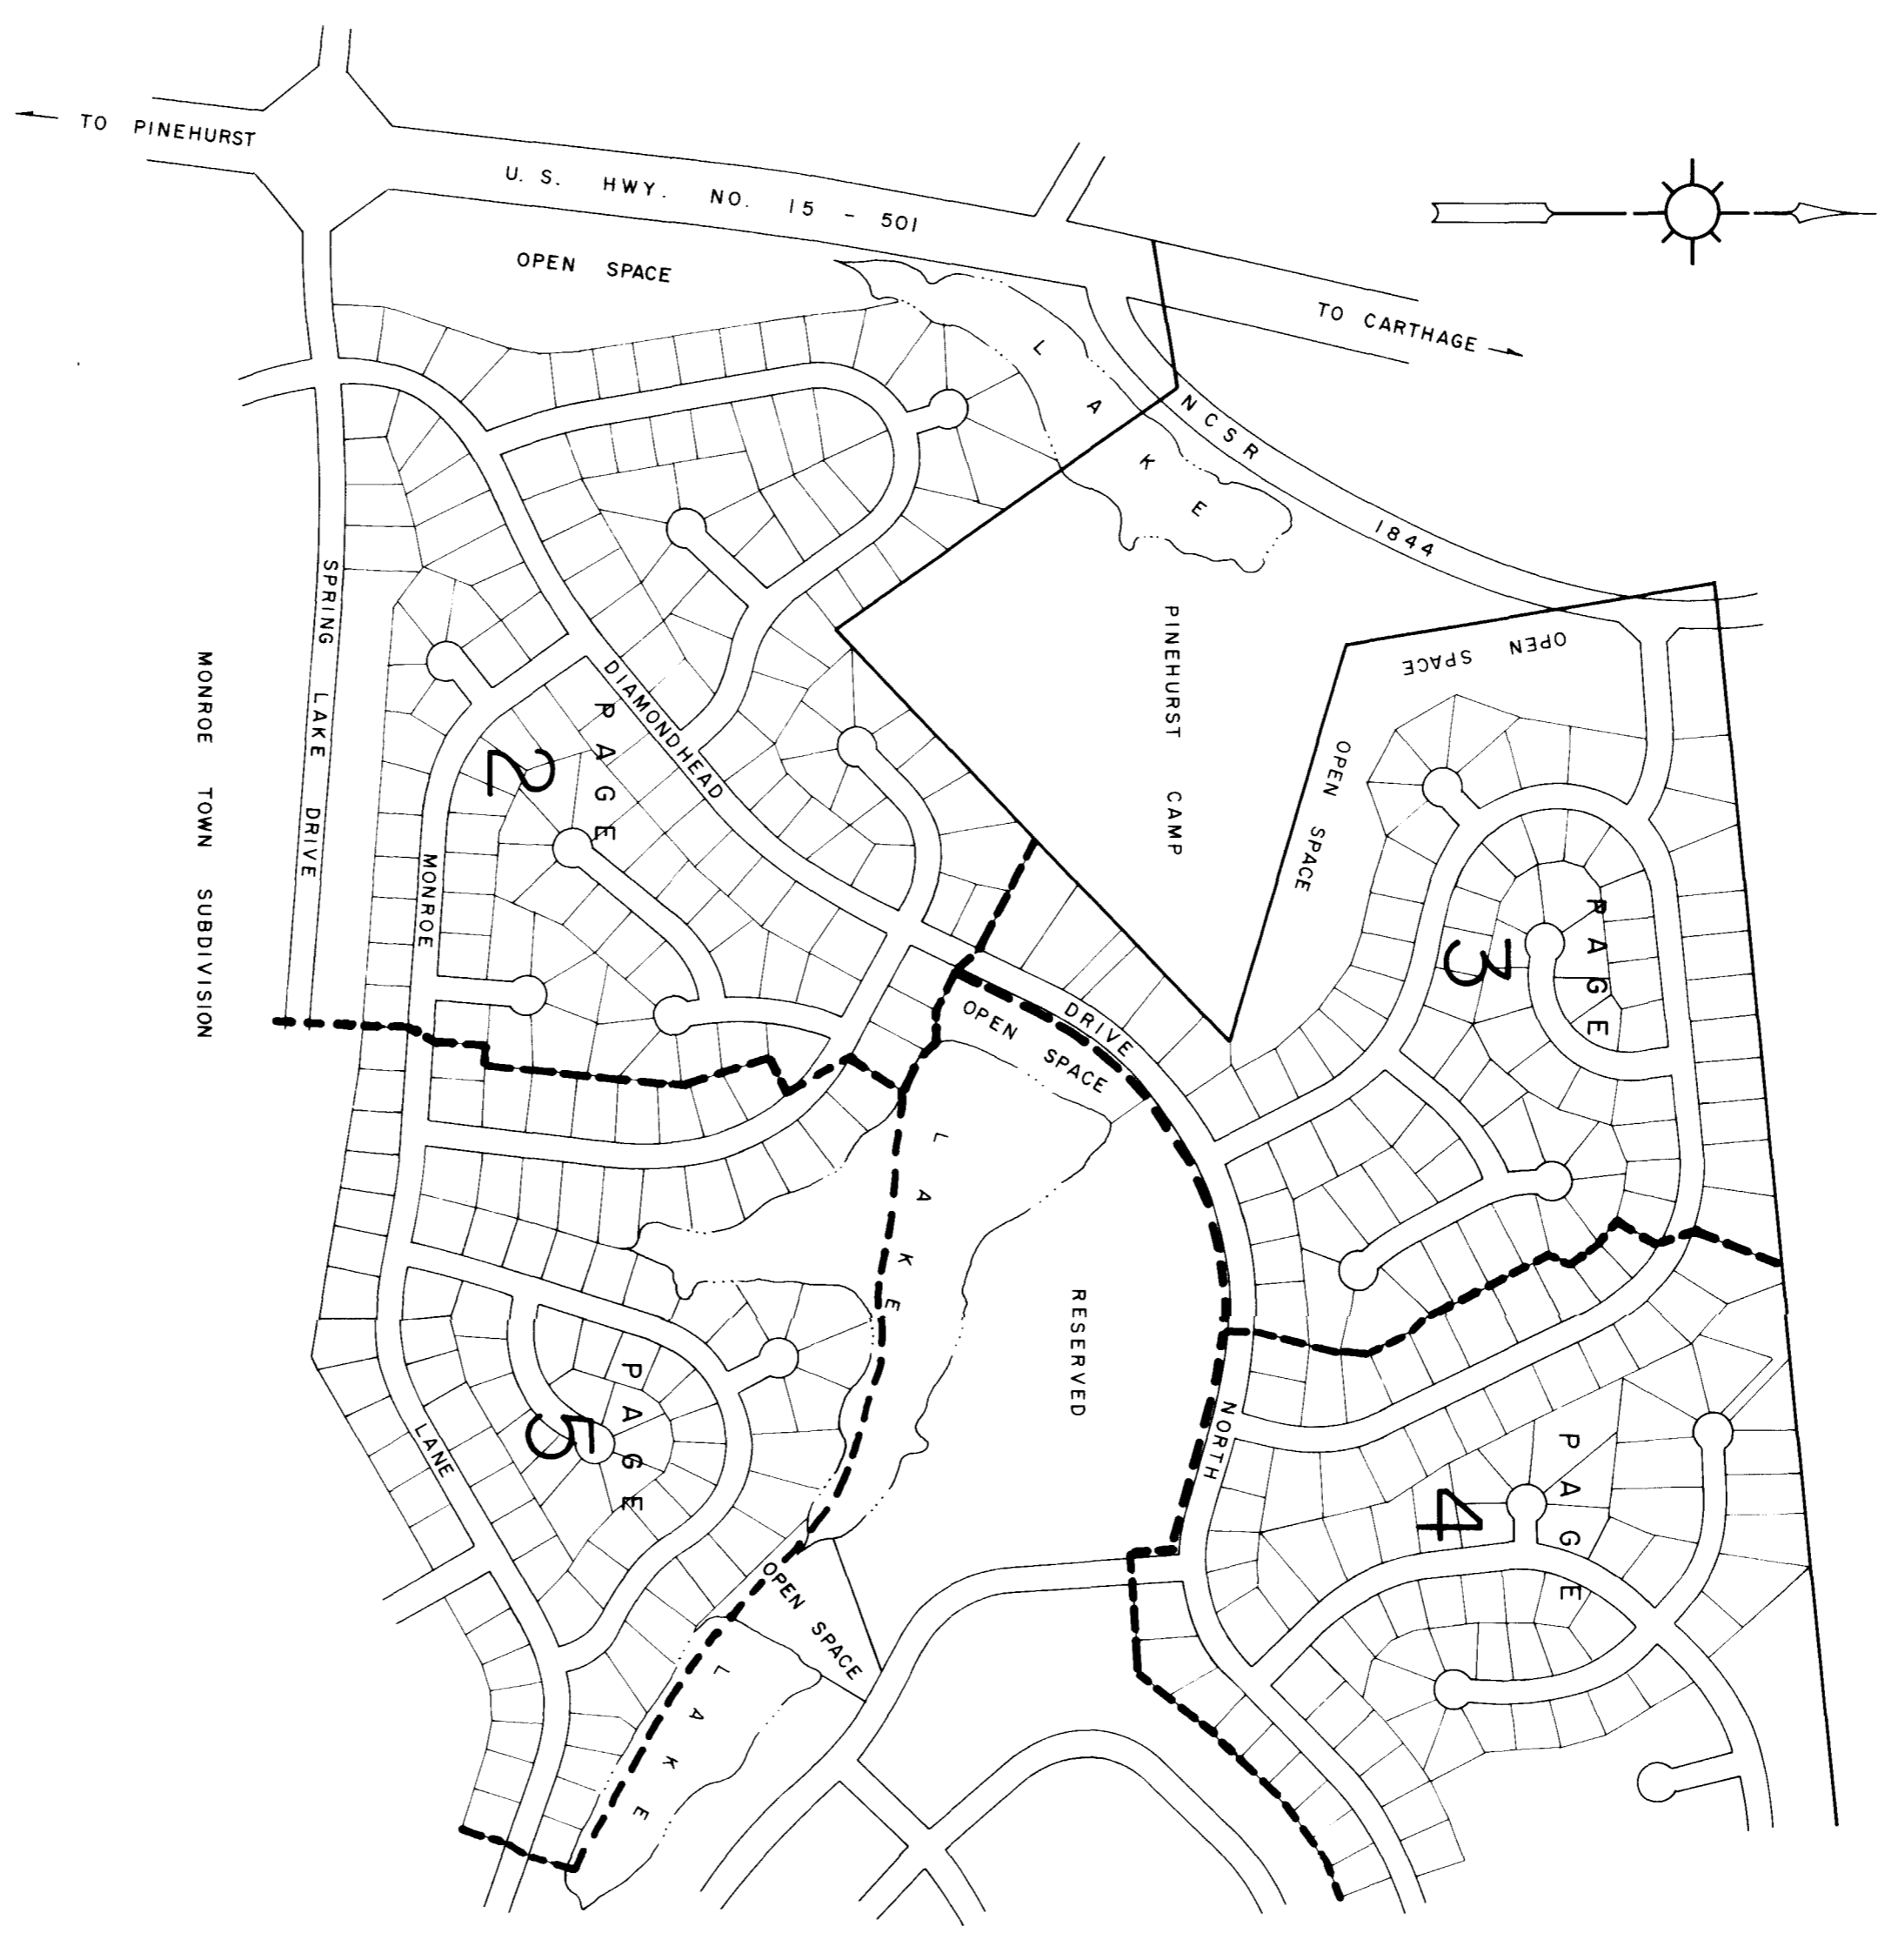 TO PINEHURST
U. S. HWY. NO. 15 - 501
OPEN SPACE
TO CARTHAGE
LAKE
NCSR 1844
SPRING LAKE DRIVE
MONROE TOWN SUBDIVISION
DIAMONDHEAD DRIVE NORTH
PAGE 2
PINEHURST CAMP
OPEN SPACE
OPEN SPACE
PAGE 3
MONROE LANE
OPEN SPACE
LAKE
RESERVED
PAGE 5
PAGE 4
OPEN SPACE
LAKE